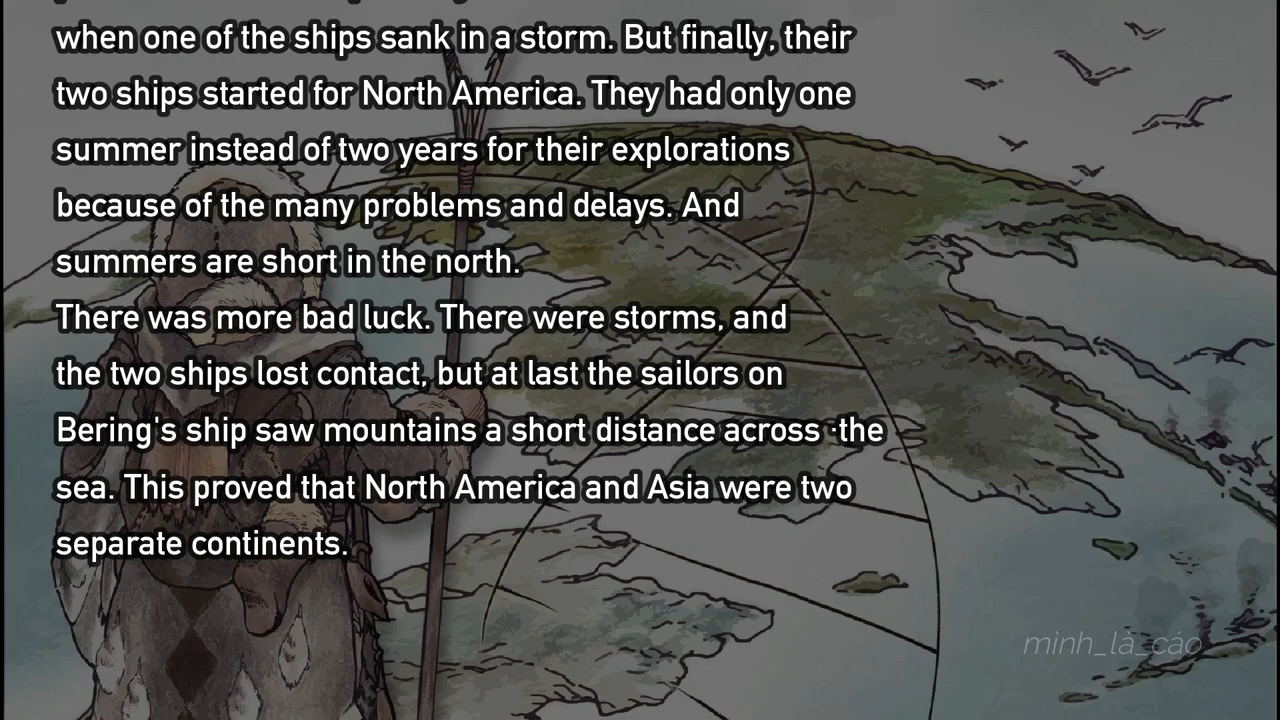 when one of the ships sank in a storm. But finally, their
two ships started for North America. They had only one
summer instead of two years for their explorations
because of the many problems and delays. And
summers are short in the north.
There was more bad luck. There were storms, and
the two ships lost contact, but at last the sailors on
Bering's ship saw mountains a short distance across ·the
sea. This proved that North America and Asia were two
separate continents.
minh_là_cáo